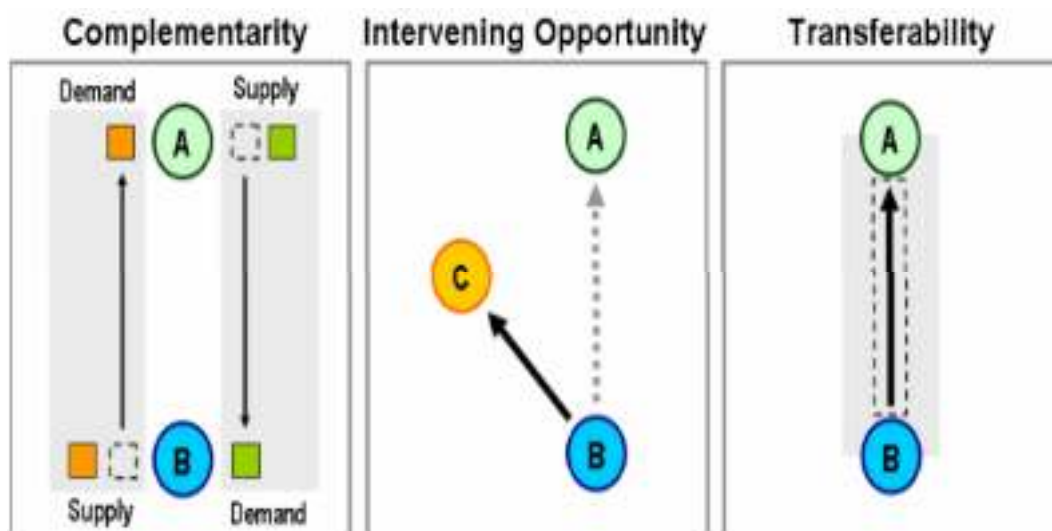 Complementarity
Demand
Supply
A
B
Supply
Demand
Intervening Opportunity
A
C
B
Transferability
A
B